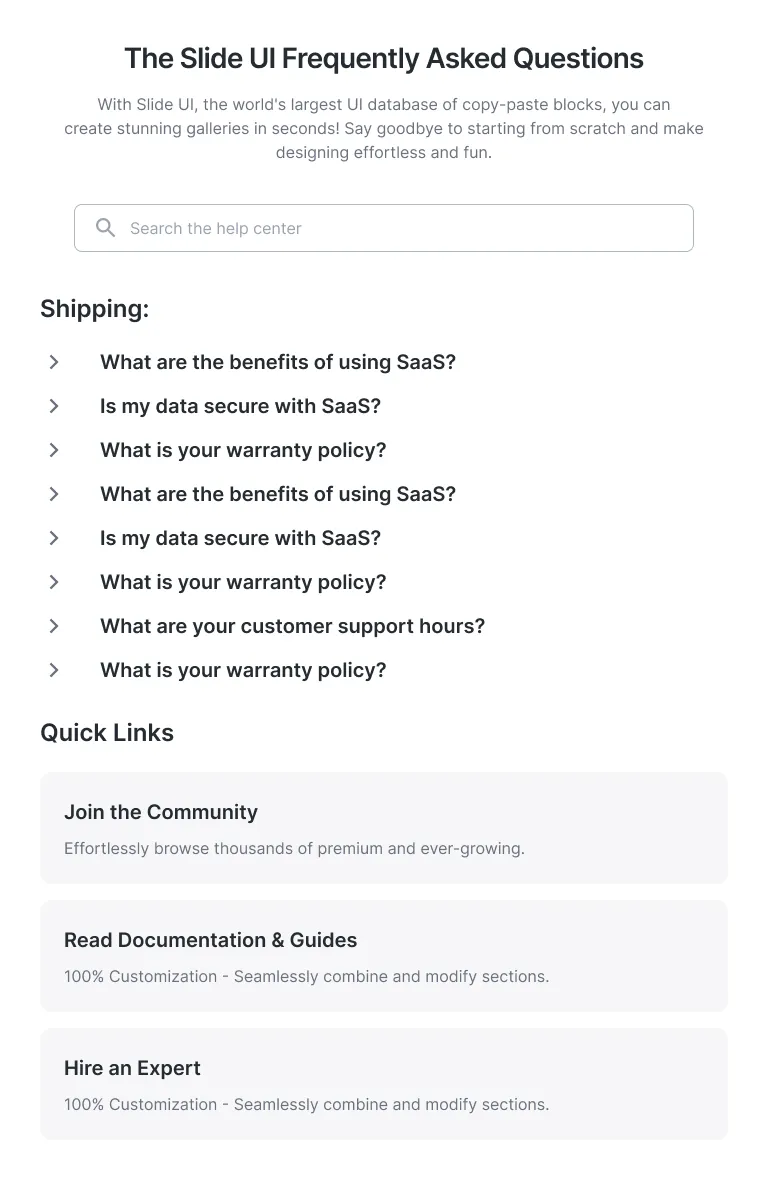 The Slide UI Frequently Asked Questions
With Slide UI, the world's largest UI database of copy-paste blocks, you can
create stunning galleries in seconds! Say goodbye to starting from scratch and make
designing effortless and fun.
Search the help center
Shipping:
What are the benefits of using SaaS?
Is my data secure with SaaS?
What is your warranty policy?
What are the benefits of using SaaS?
Is my data secure with SaaS?
What is your warranty policy?
What are your customer support hours?
What is your warranty policy?
Quick Links
Join the Community
Effortlessly browse thousands of premium and ever-growing.
Read Documentation & Guides
100% Customization - Seamlessly combine and modify sections.
Hire an Expert
100% Customization - Seamlessly combine and modify sections.